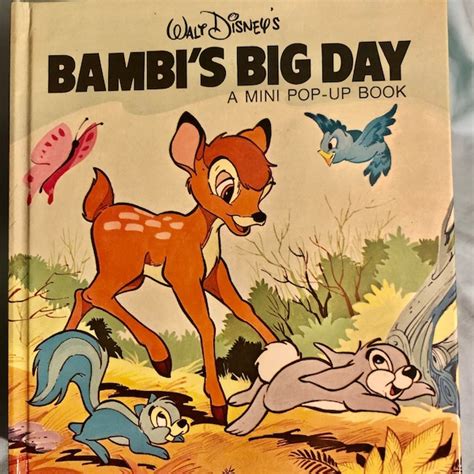 Walt Disney's
BAMBI'S BIG DAY
A MINI POP-UP BOOK